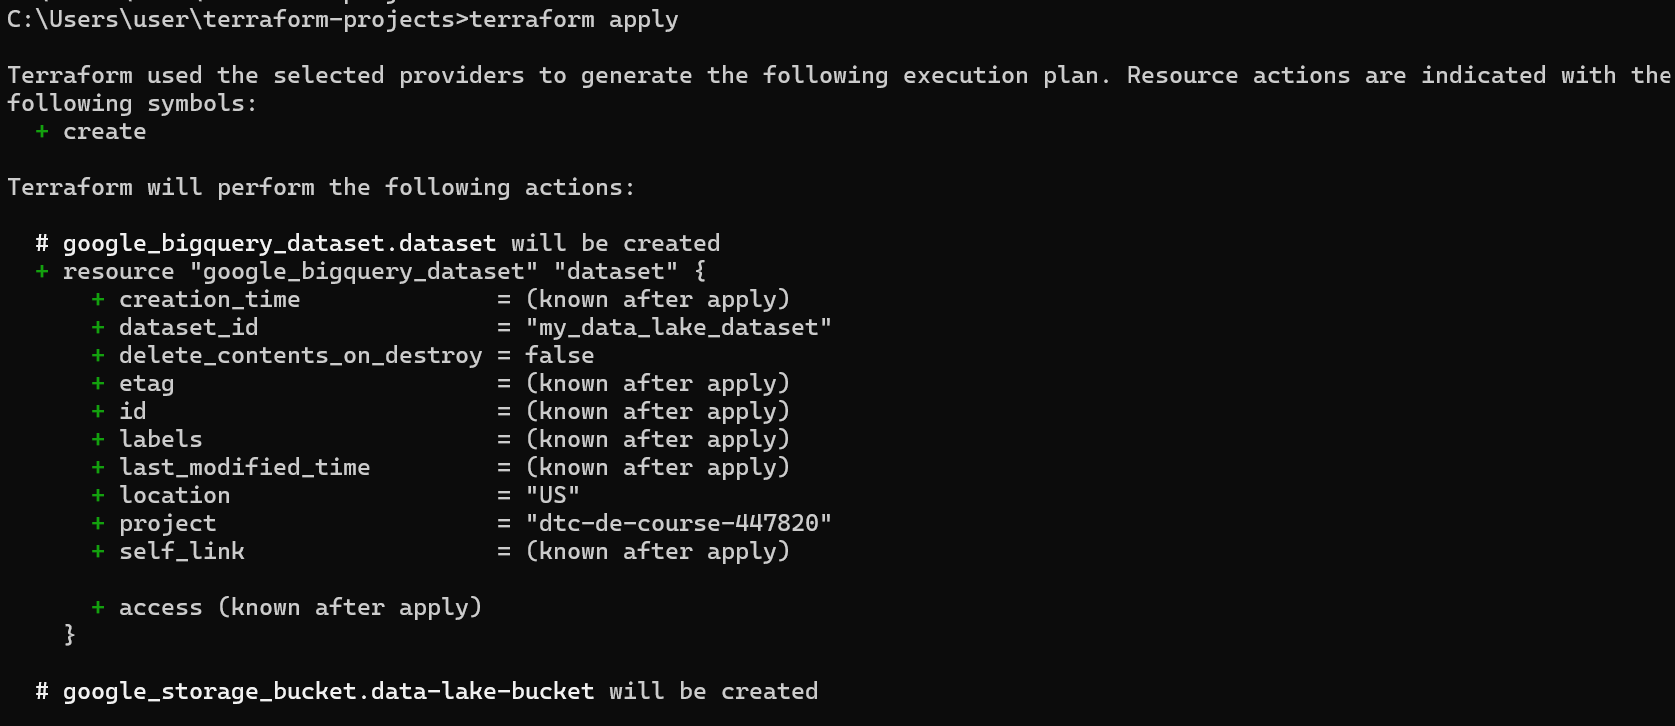 C:\Users\user\terraform-projects>terraform apply
Terraform used the selected providers to generate the following execution plan. Resource actions are indicated with the
following symbols:
+ create
Terraform will perform the following actions:
# google_bigquery_dataset.dataset will be created
+ resource "google_bigquery_dataset" "dataset" {
+ creation_time = (known after apply)
+ dataset_id = "my_data_lake_dataset"
+ delete_contents_on_destroy = false
+ etag = (known after apply)
+ id = (known after apply)
+ labels = (known after apply)
+ last_modified_time = (known after apply)
+ location = "US"
+ project = "dtc-de-course-447820"
+ self_link = (known after apply)
+ access (known after apply)
}
# google_storage_bucket.data-lake-bucket will be created